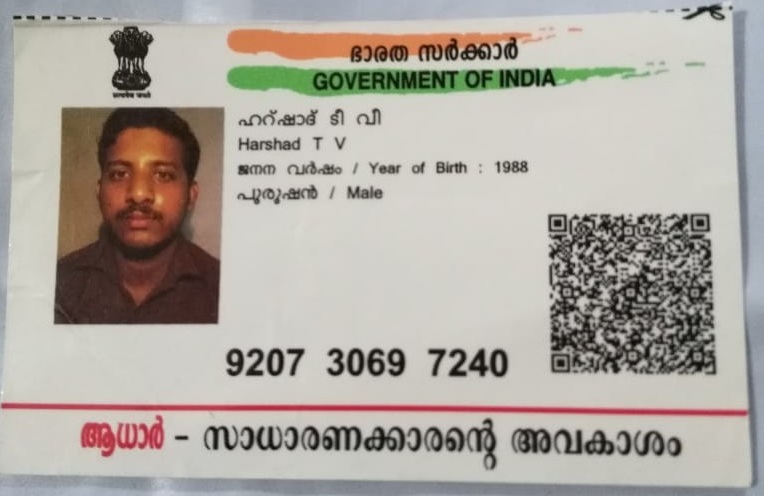 ഭാരത സർക്കാർ
GOVERNMENT OF INDIA
ഹറ്ഷാദ് ടി വീ
Harshad T V
ജനന വർഷം / Year of Birth : 1988
പുരുഷൻ / Male
9207 3069 7240
ആധാർ - സാധാരണക്കാരന്റെ അവകാശം